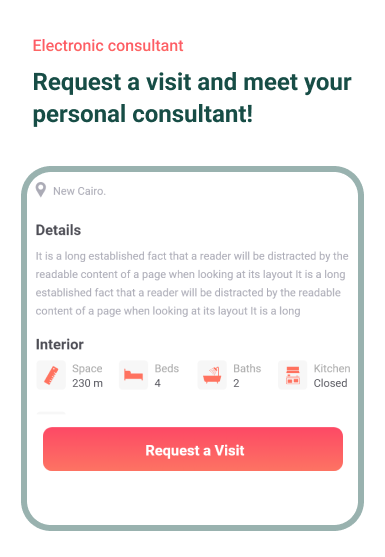 Electronic consultant
Request a visit and meet your
personal consultant!
New Cairo.
Details
It is a long established fact that a reader will be distracted by the
readable content of a page when looking at its layout It is a long
established fact that a reader will be distracted by the readable
content of a page when looking at its layout It is a long
Interior
Space Beds Baths Kitchen
230 m 4 2 Closed
Request a Visit